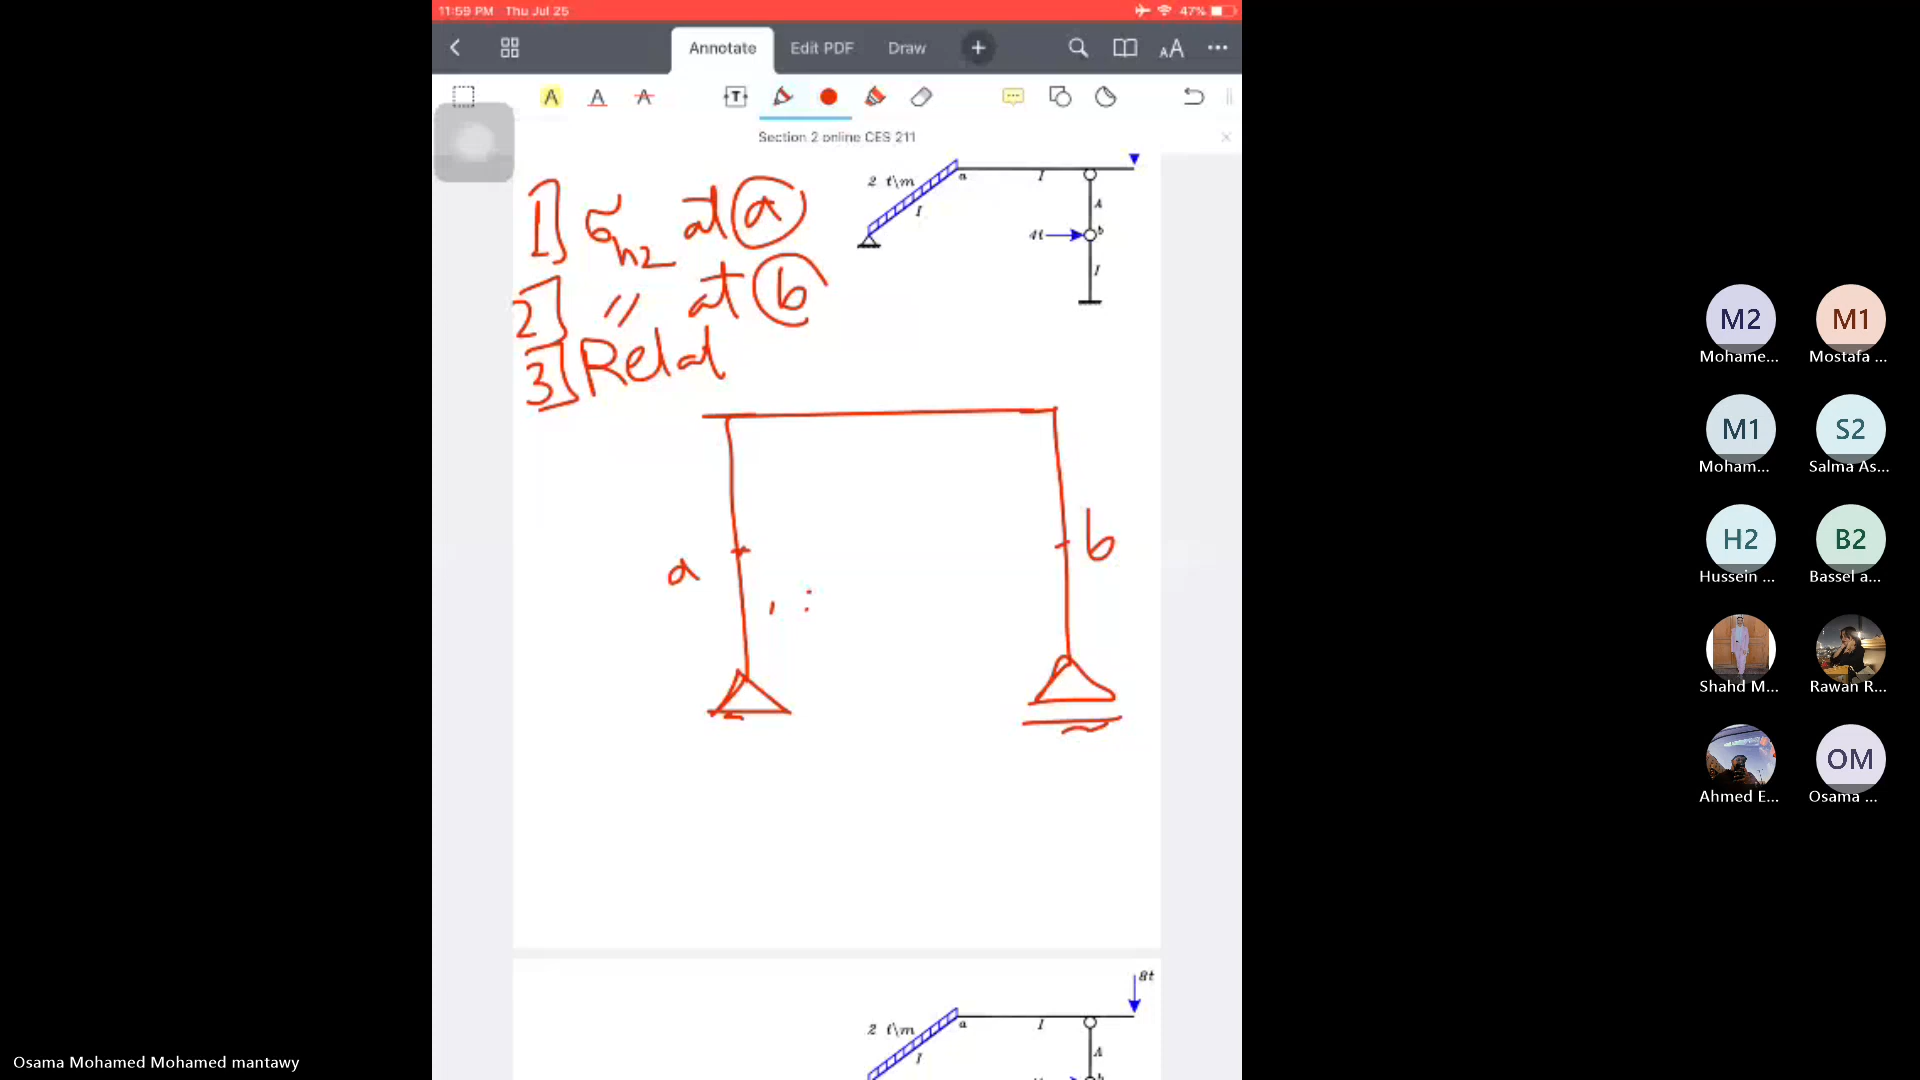 11:59 PM Thu Jul 25
47%
Annotate Edit PDF Draw
AA
A A A T
Section 2 online CES 211
2 t\m
a
I
I
A
4t
b
I
1] δh2 at a
2] " at b
3] Relat
a
b
8t
2 t\m
a
I
I
A
b
M2
M1
Mohame...
Mostafa ...
M1
S2
Moham...
Salma As...
H2
B2
Hussein ...
Bassel a...
Shahd M...
Rawan R...
OM
Ahmed E...
Osama ...
Osama Mohamed Mohamed mantawy